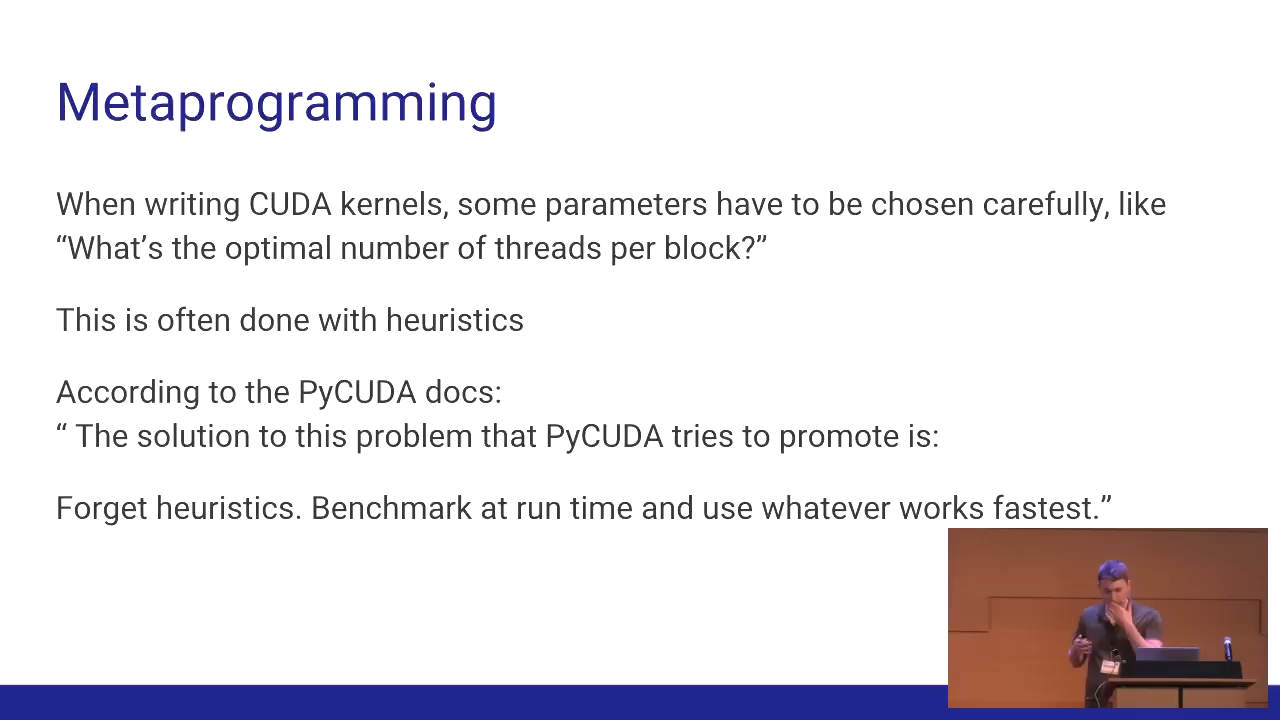 Metaprogramming
When writing CUDA kernels, some parameters have to be chosen carefully, like
“What’s the optimal number of threads per block?”
This is often done with heuristics
According to the PyCUDA docs:
“ The solution to this problem that PyCUDA tries to promote is:
Forget heuristics. Benchmark at run time and use whatever works fastest.”